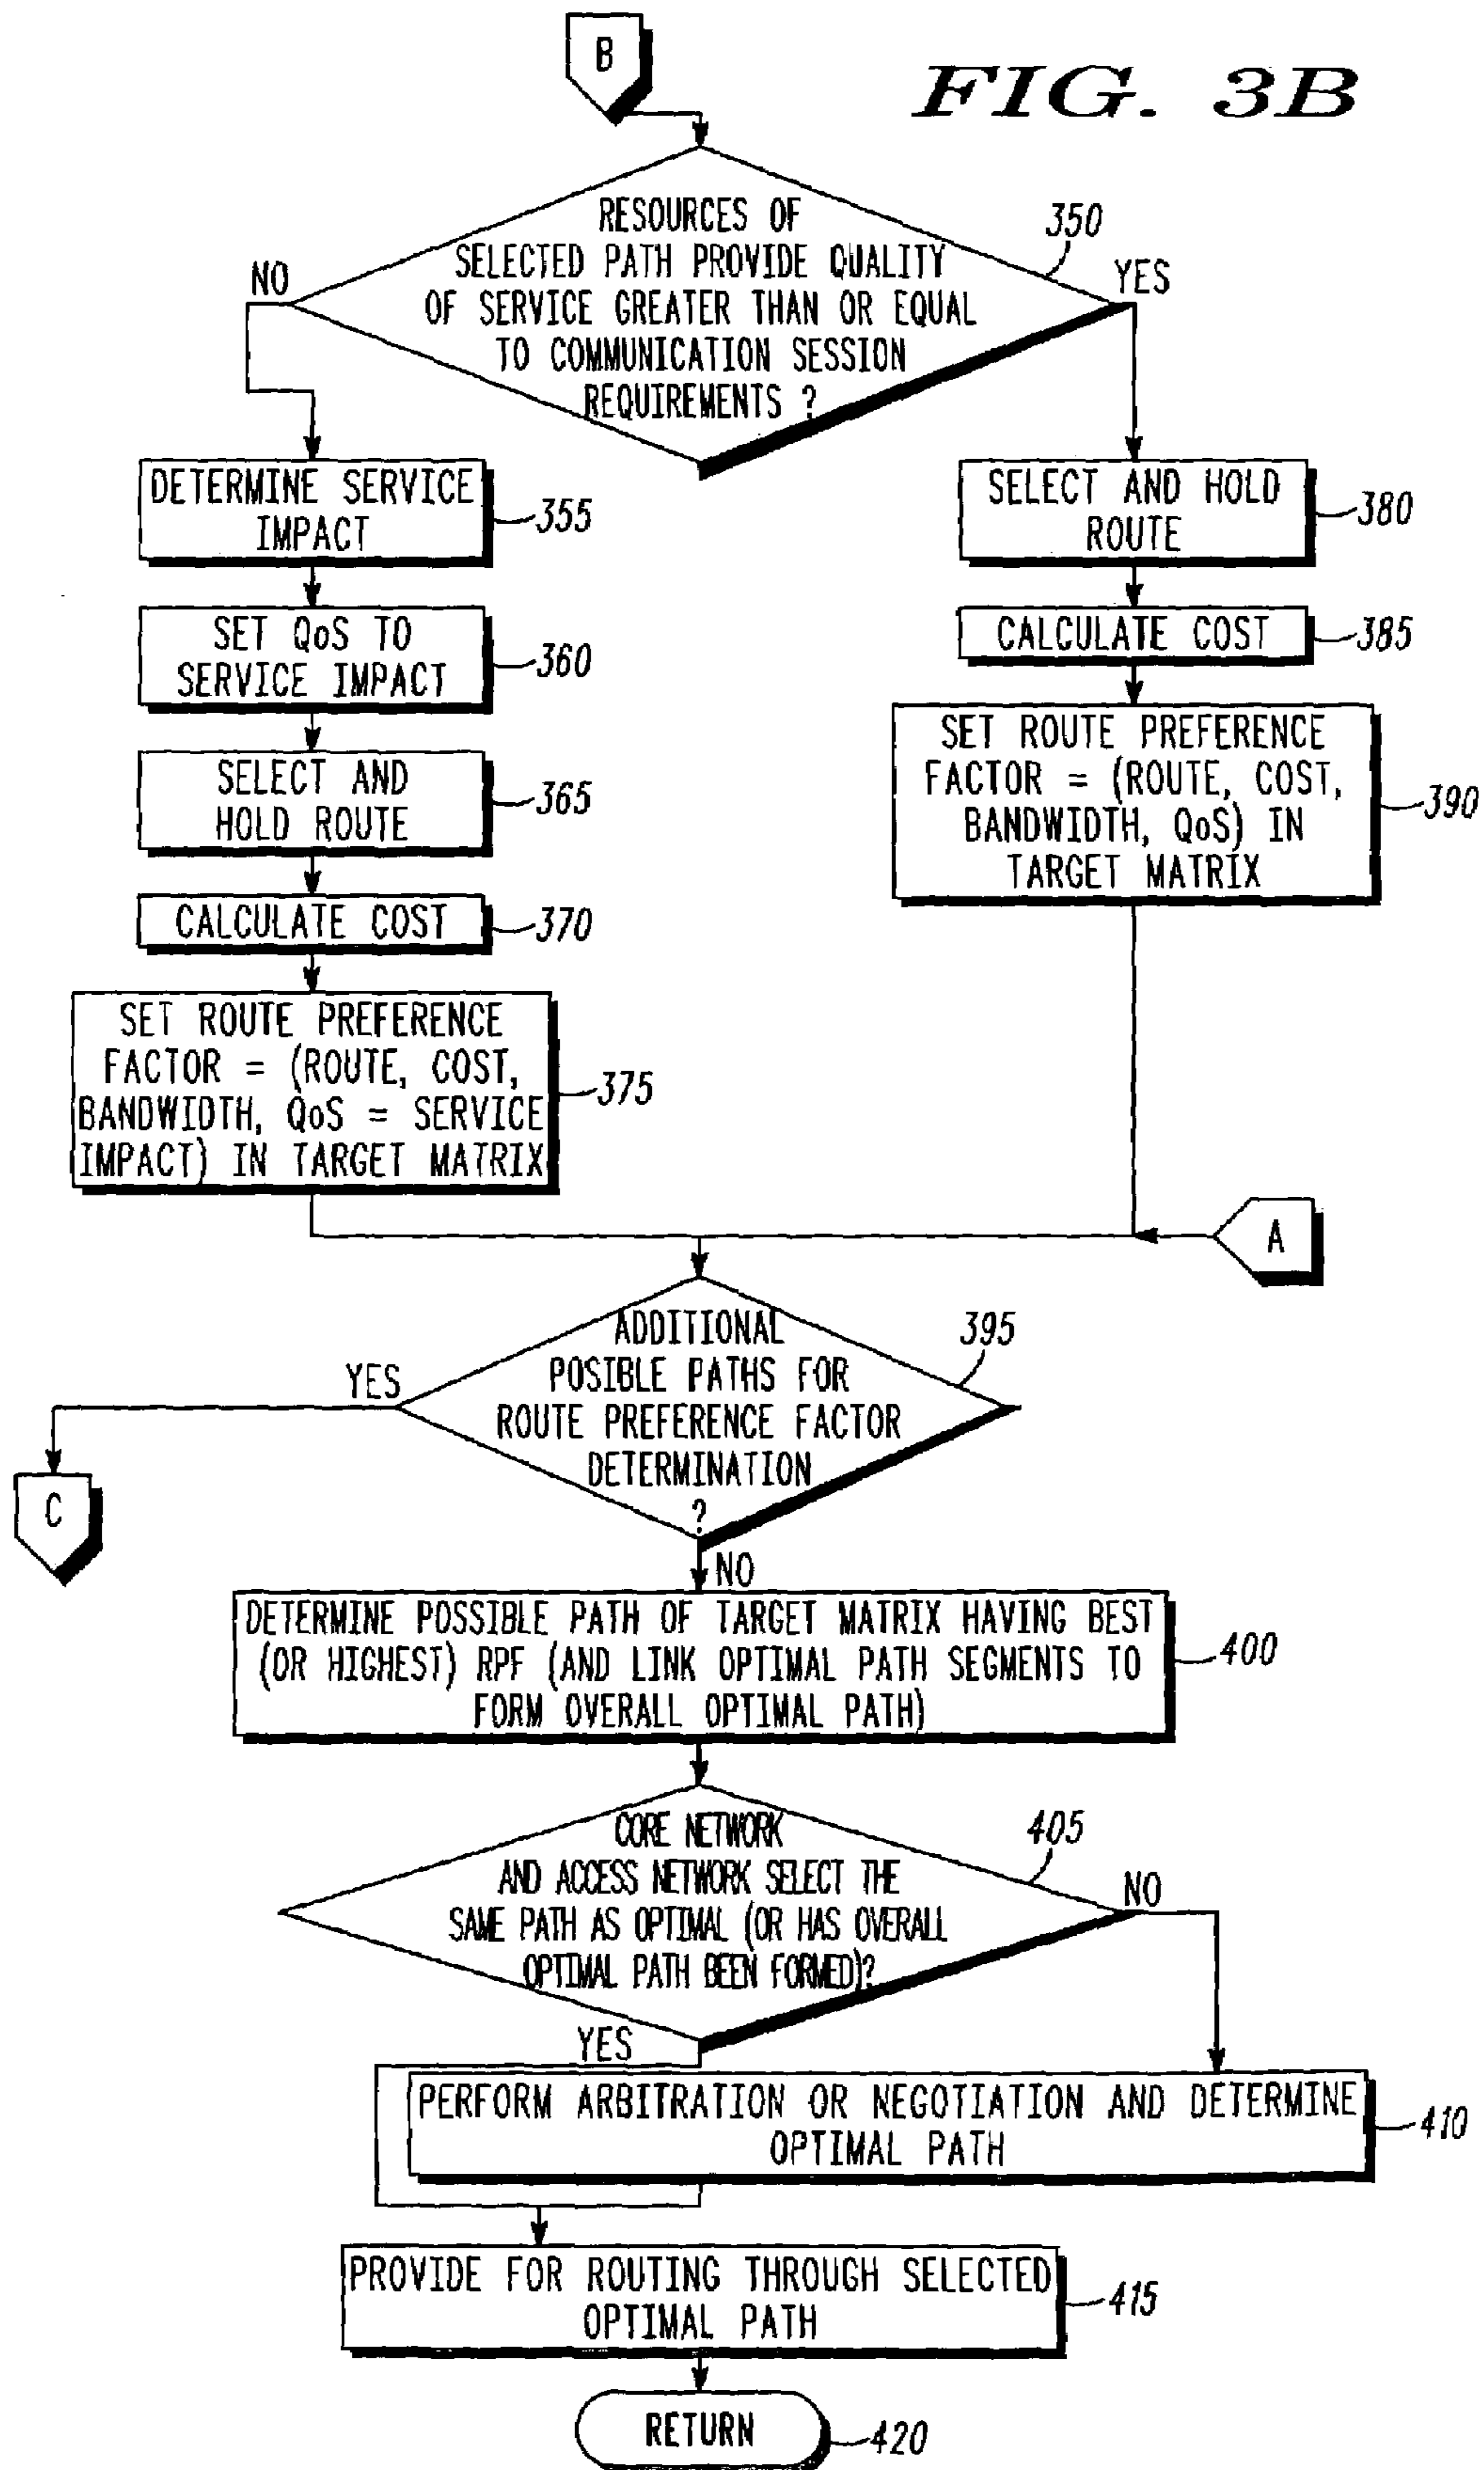 B
FIG. 3B
RESOURCES OF
SELECTED PATH PROVIDE QUALITY
OF SERVICE GREATER THAN OR EQUAL
TO COMMUNICATION SESSION
REQUIREMENTS ?
350
NO
YES
DETERMINE SERVICE
IMPACT
355
SET QoS TO
SERVICE IMPACT
360
SELECT AND
HOLD ROUTE
365
CALCULATE COST
370
SET ROUTE PREFERENCE
FACTOR = (ROUTE, COST,
BANDWIDTH, QoS = SERVICE
IMPACT) IN TARGET MATRIX
375
SELECT AND HOLD
ROUTE
380
CALCULATE COST
385
SET ROUTE PREFERENCE
FACTOR = (ROUTE, COST,
BANDWIDTH, QoS) IN
TARGET MATRIX
390
A
ADDITIONAL
POSIBLE PATHS FOR
ROUTE PREFERENCE FACTOR
DETERMINATION
?
395
YES
C
NO
DETERMINE POSSIBLE PATH OF TARGET MATRIX HAVING BEST
(OR HIGHEST) RPF (AND LINK OPTIMAL PATH SEGMENTS TO
FORM OVERALL OPTIMAL PATH)
400
CORE NETWORK
AND ACCESS NETWORK SELECT THE
SAME PATH AS OPTIMAL (OR HAS OVERALL
OPTIMAL PATH BEEN FORMED)?
405
NO
YES
PERFORM ARBITRATION OR NEGOTIATION AND DETERMINE
OPTIMAL PATH
410
PROVIDE FOR ROUTING THROUGH SELECTED
OPTIMAL PATH
415
RETURN
420